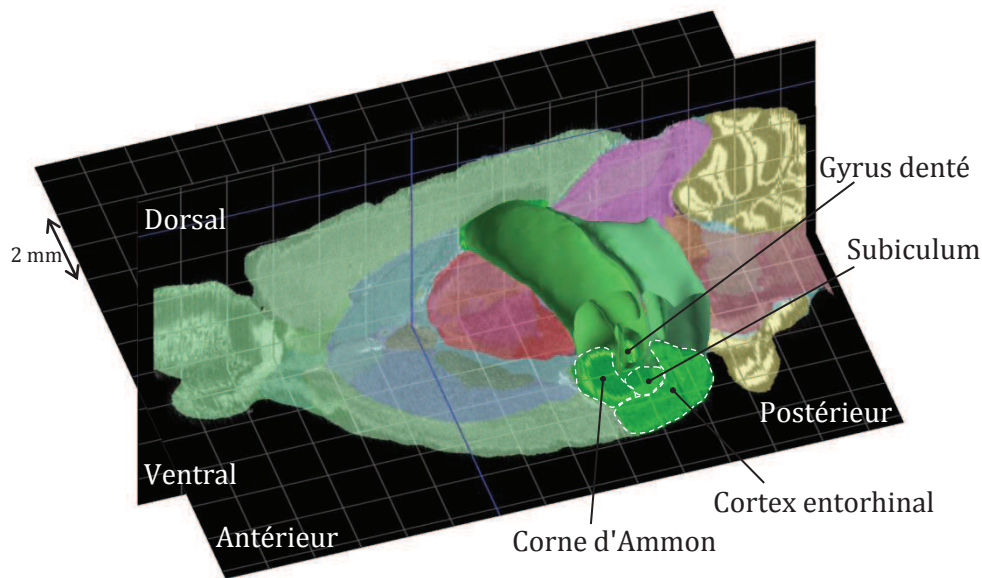 Gyrus denté
Dorsal
Subiculum
2 mm
Postérieur
Ventral
Cortex entorhinal
Antérieur
Corne d'Ammon